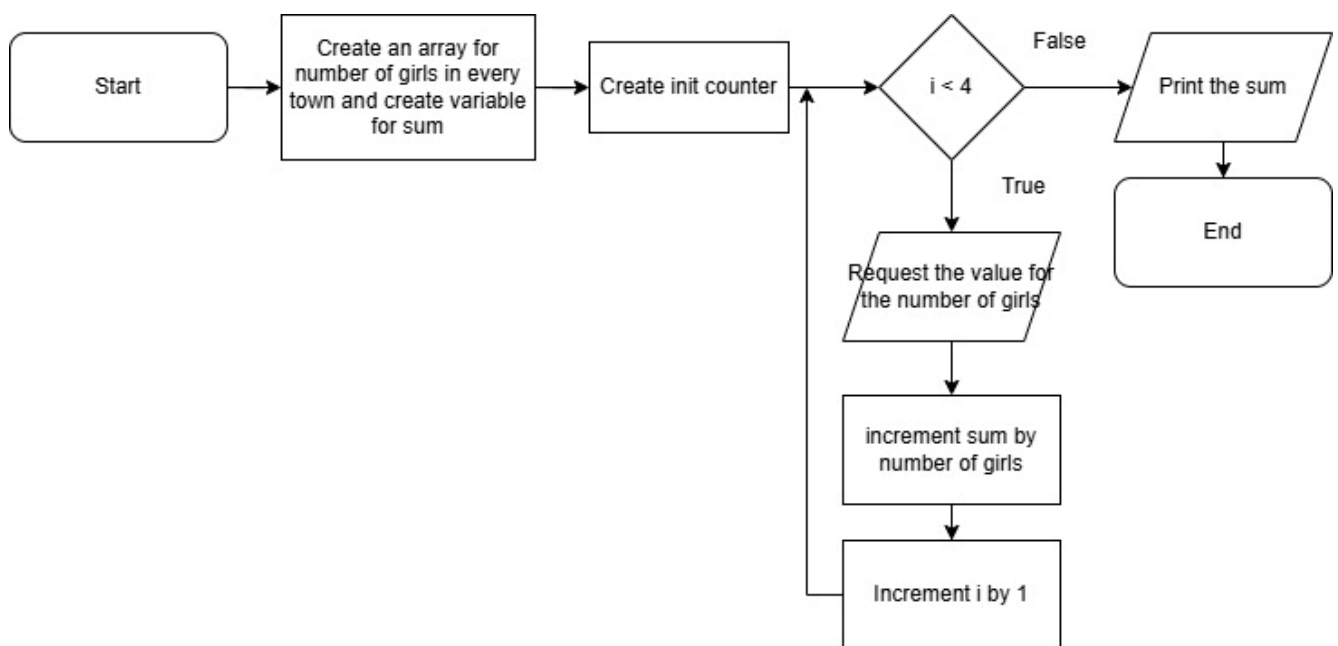 Start
Create an array for
number of girls in every
town and create variable
for sum
Create init counter
i < 4
False
Print the sum
True
End
Request the value for
the number of girls
increment sum by
number of girls
Increment i by 1